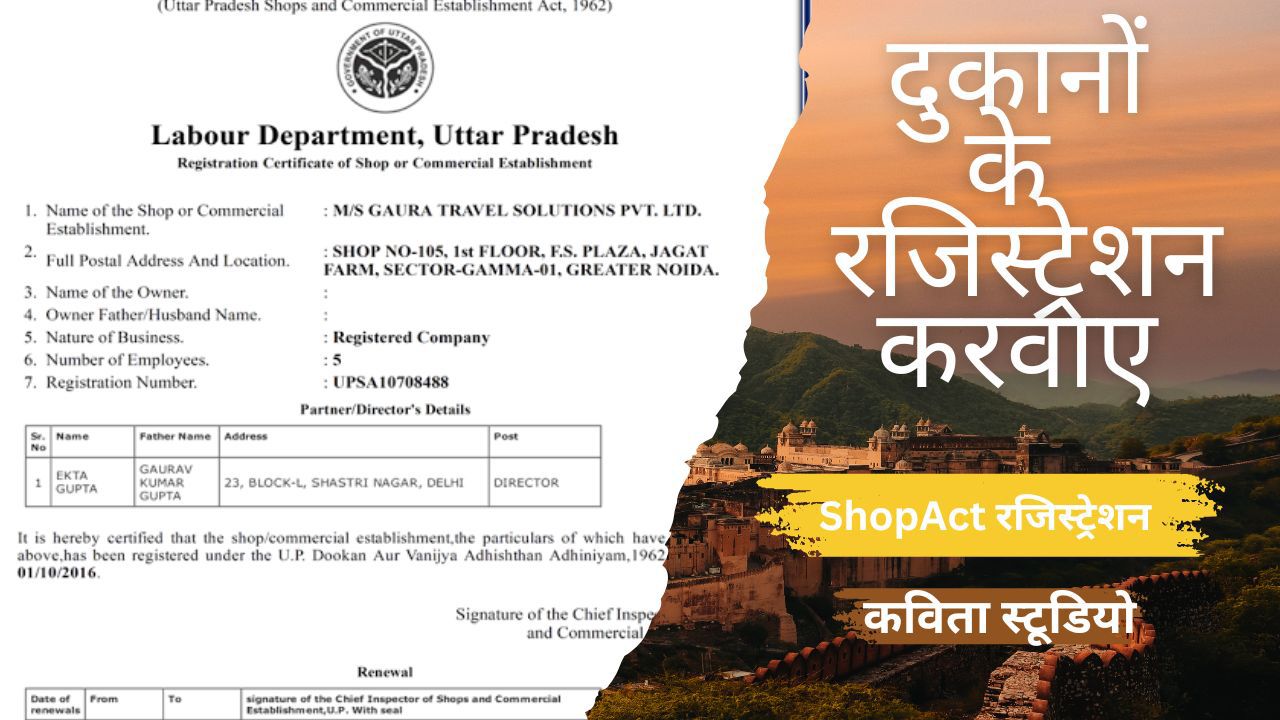 (Uttar Pradesh Shops and Commercial Establishment Act, 1962)
GOVERNMENT OF UTTAR PRADESH
Labour Department, Uttar Pradesh
Registration Certificate of Shop or Commercial Establishment
1. Name of the Shop or Commercial Establishment. : M/S GAURA TRAVEL SOLUTIONS PVT. LTD.
2. Full Postal Address And Location. : SHOP NO-105, 1st FLOOR, F.S. PLAZA, JAGAT
FARM, SECTOR-GAMMA-01, GREATER NOIDA.
3. Name of the Owner. :
4. Owner Father/Husband Name. :
5. Nature of Business. : Registered Company
6. Number of Employees. : 5
7. Registration Number. : UPSA10708488
Partner/Director's Details
Sr. No Name Father Name Address Post
1 EKTA GUPTA GAURAV KUMAR GUPTA 23, BLOCK-L, SHASTRI NAGAR, DELHI DIRECTOR
It is hereby certified that the shop/commercial establishment,the particulars of which have
above,has been registered under the U.P. Dookan Aur Vanijya Adhishthan Adhiniyam,1962
01/10/2016.
Signature of the Chief Inspe
and Commercial
Renewal
Date of renewals From To signature of the Chief Inspector of Shops and Commercial
Establishment,U.P. With seal
दुकानों
के
रजिस्ट्रेशन
करवाए
ShopAct रजिस्ट्रेशन
कविता स्टूडियो